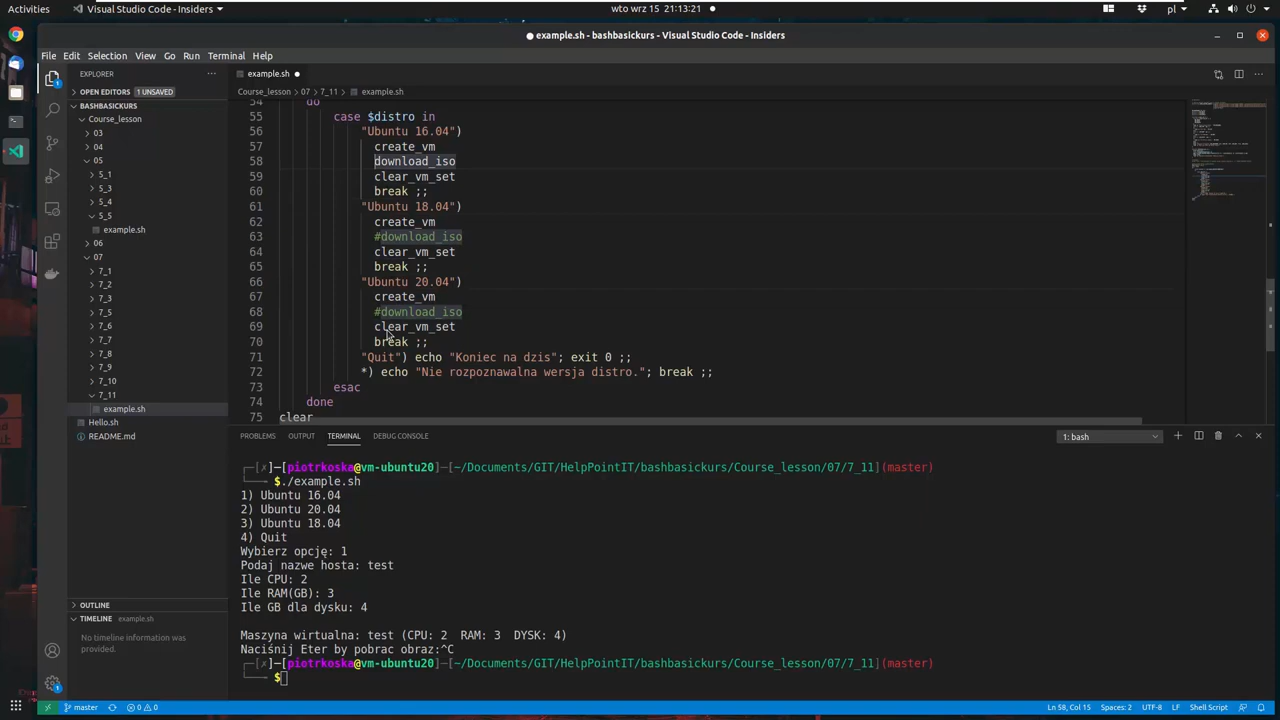 Activities
Visual Studio Code - Insiders
wto wrz 15 21:13:21
pl
example.sh - bashbasickurs - Visual Studio Code - Insiders
File Edit Selection View Go Run Terminal Help
EXPLORER
OPEN EDITORS 1 UNSAVED
BASHBASICKURS
Course_lesson
03
04
05
5_1
5_3
5_4
5_5
example.sh
06
07
7_1
7_2
7_3
7_5
7_6
7_7
7_8
7_9
7_10
7_11
example.sh
Hello.sh
README.md
OUTLINE
TIMELINE example.sh
No timeline information was
provided.
example.sh
Course_lesson > 07 > 7_11 > example.sh
54 do
55 case $distro in
56 "Ubuntu 16.04")
57 create_vm
58 download_iso
59 clear_vm_set
60 break ;;
61 "Ubuntu 18.04")
62 create_vm
63 #download_iso
64 clear_vm_set
65 break ;;
66 "Ubuntu 20.04")
67 create_vm
68 #download_iso
69 clear_vm_set
70 break ;;
71 "Quit") echo "Koniec na dzis"; exit 0 ;;
72 *) echo "Nie rozpoznawalna wersja distro."; break ;;
73 esac
74 done
75 clear
PROBLEMS OUTPUT TERMINAL DEBUG CONSOLE
1: bash
┌─[✗]─[piotrkoska@vm-ubuntu20]─[~/Documents/GIT/HelpPointIT/bashbasickurs/Course_lesson/07/7_11](master)
└──╼ $./example.sh
1) Ubuntu 16.04
2) Ubuntu 20.04
3) Ubuntu 18.04
4) Quit
Wybierz opcję: 1
Podaj nazwe hosta: test
Ile CPU: 2
Ile RAM(GB): 3
Ile GB dla dysku: 4
Maszyna wirtualna: test (CPU: 2 RAM: 3 DYSK: 4)
Naciśnij Eter by pobrac obraz:^C
┌─[✗]─[piotrkoska@vm-ubuntu20]─[~/Documents/GIT/HelpPointIT/bashbasickurs/Course_lesson/07/7_11](master)
└──╼ $
master 0 0
Ln 58, Col 15 Spaces: 2 UTF-8 LF Shell Script